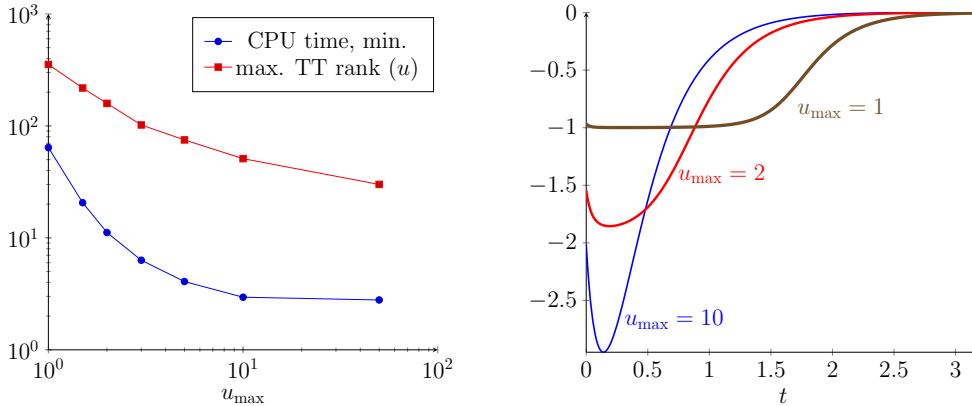 10^3
10^2
10^1
10^0
10^0
10^1
10^2
u_max
CPU time, min.
max. TT rank (u)
0
−0.5
−1
−1.5
−2
−2.5
0
0.5
1
1.5
2
2.5
3
t
u_max = 1
u_max = 2
u_max = 10